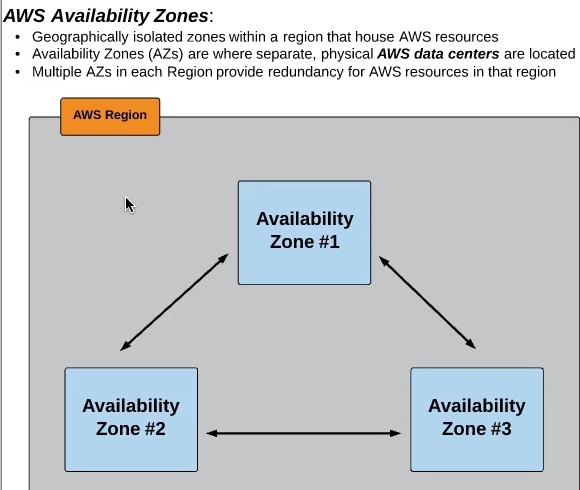 AWS Availability Zones:
• Geographically isolated zones within a region that house AWS resources
• Availability Zones (AZs) are where separate, physical AWS data centers are located
• Multiple AZs in each Region provide redundancy for AWS resources in that region
AWS Region
Availability
Zone #1
Availability
Zone #2
Availability
Zone #3